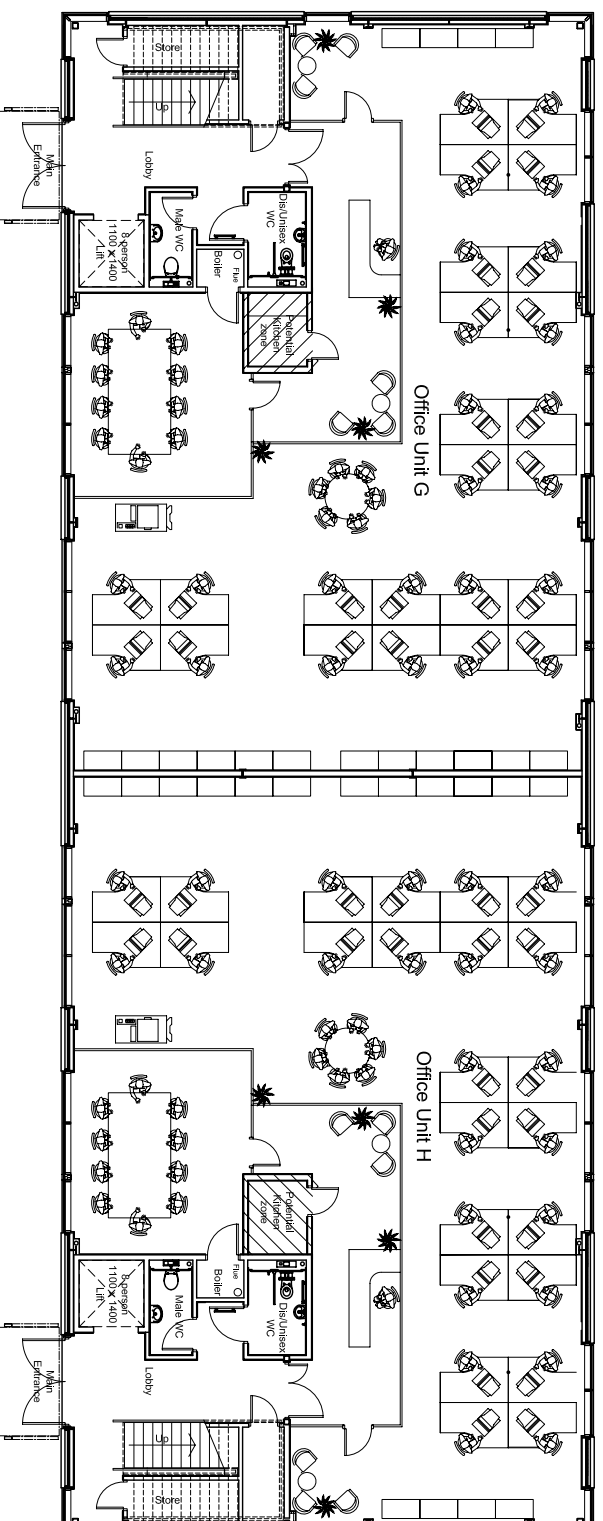 Store
Up
Main
Entrance
Lobby
Male WC
Dis/Unisex
WC
8 person
1100 x 1400
Lift
Flue
Boiler
Potential
Kitchen
zone
Office Unit G
Office Unit H
Potential
Kitchen
zone
Flue
Boiler
8 person
1100 x 1400
Lift
Male WC
Dis/Unisex
WC
Lobby
Main
Entrance
Up
Store